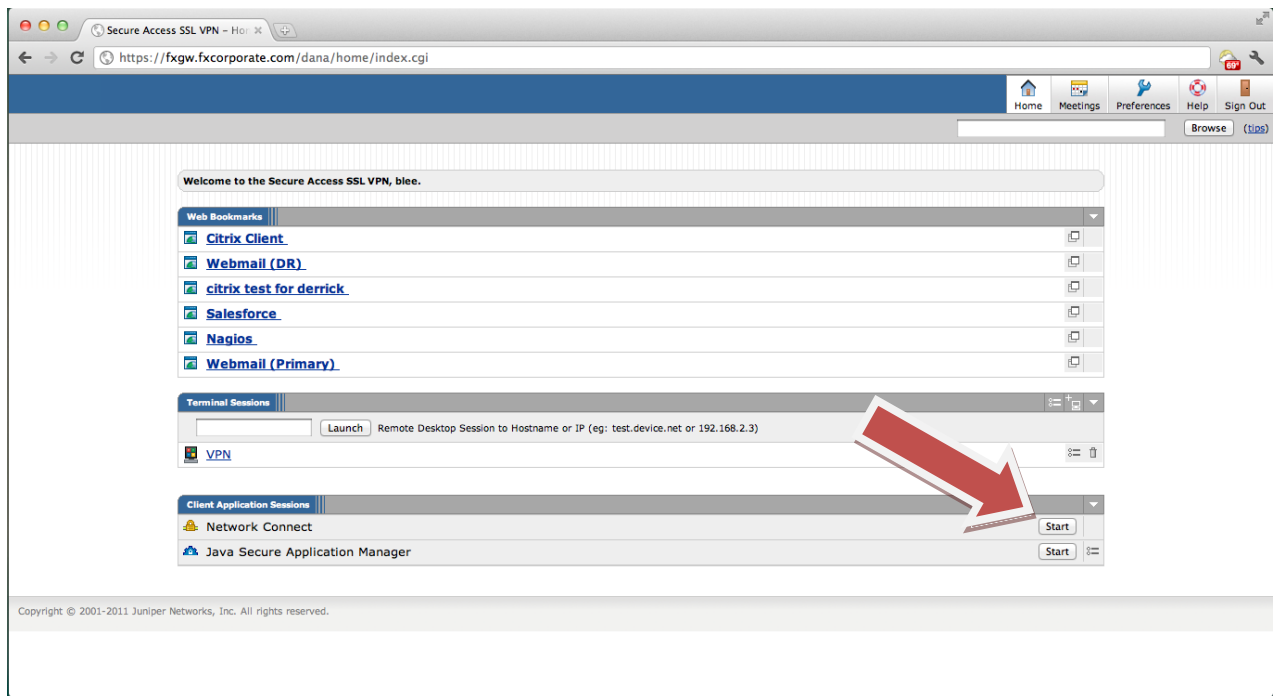 Secure Access SSL VPN – Ho
https://fxgw.fxcorporate.com/dana/home/index.cgi
69°
Home Meetings Preferences Help Sign Out
Browse (tips)
Welcome to the Secure Access SSL VPN, blee.
Web Bookmarks
Citrix Client
Webmail (DR)
citrix test for derrick
Salesforce
Nagios
Webmail (Primary)
Terminal Sessions
Launch Remote Desktop Session to Hostname or IP (eg: test.device.net or 192.168.2.3)
VPN
Client Application Sessions
Network Connect Start
Java Secure Application Manager Start
Copyright © 2001-2011 Juniper Networks, Inc. All rights reserved.